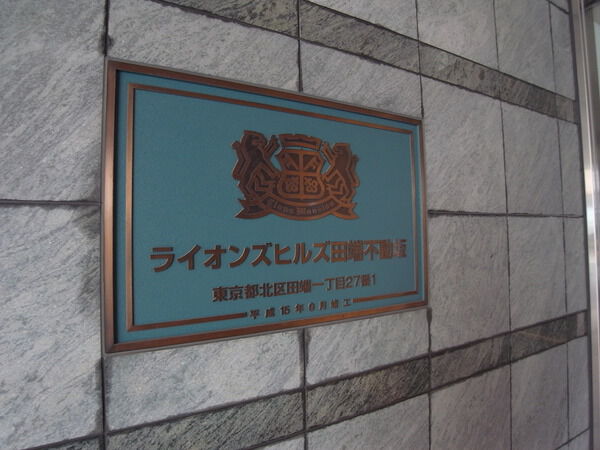 Lions Mansion
ライオンズヒルズ田端不動坂
東京都北区田端一丁目27番1
平成15年9月竣工